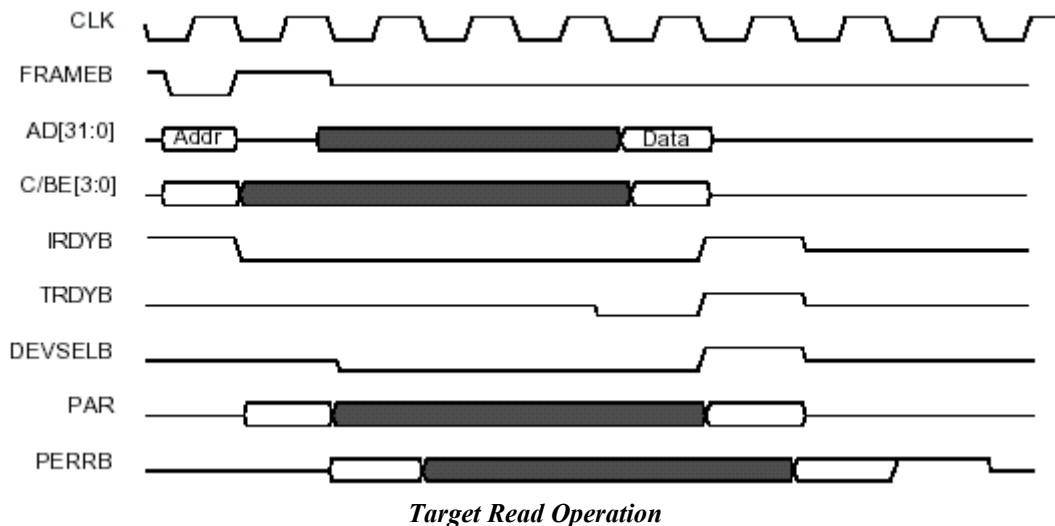 CLK
FRAMEB
AD[31:0] Addr Data
C/BE[3:0]
IRDYB
TRDYB
DEVSELB
PAR
PERRB
Target Read Operation